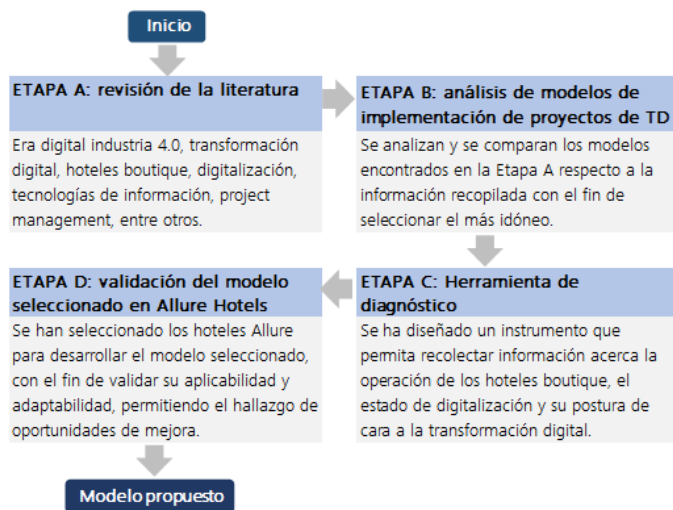 Inicio
ETAPA A: revisión de la literatura
Era digital industria 4.0, transformación
digital, hoteles boutique, digitalización,
tecnologías de información, project
management, entre otros.
ETAPA B: análisis de modelos de
implementación de proyectos de TD
Se analizan y se comparan los modelos
encontrados en la Etapa A respecto a la
información recopilada con el fin de
seleccionar el más idóneo.
ETAPA C: Herramienta de
diagnóstico
Se ha diseñado un instrumento que
permita recolectar información acerca la
operación de los hoteles boutique, el
estado de digitalización y su postura de
cara a la transformación digital.
ETAPA D: validación del modelo
seleccionado en Allure Hotels
Se han seleccionado los hoteles Allure
para desarrollar el modelo seleccionado,
con el fin de validar su aplicabilidad y
adaptabilidad, permitiendo el hallazgo de
oportunidades de mejora.
Modelo propuesto